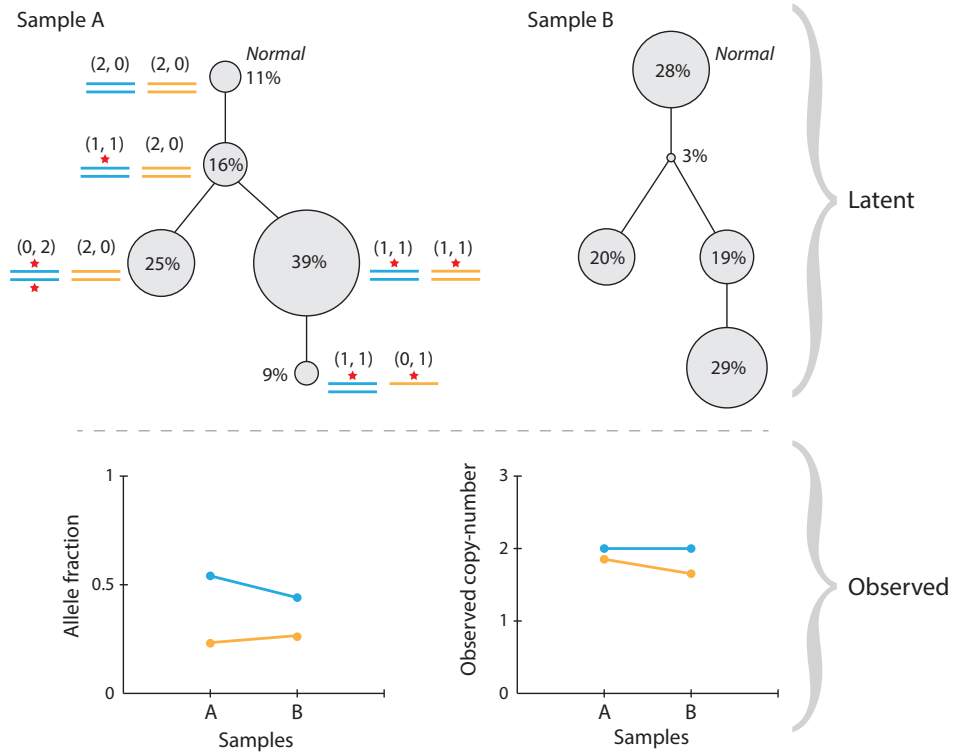 Sample A
Sample B
Normal
11%
(2, 0) (2, 0)
Normal
28%
(1, 1) (2, 0)
16%
3%
Latent
(0, 2) (2, 0)
25%
39%
(1, 1) (1, 1)
20%
19%
9%
(1, 1) (0, 1)
29%
1
0.5
0
Allele fraction
A B
Samples
3
2
1
0
Observed copy-number
A B
Samples
Observed